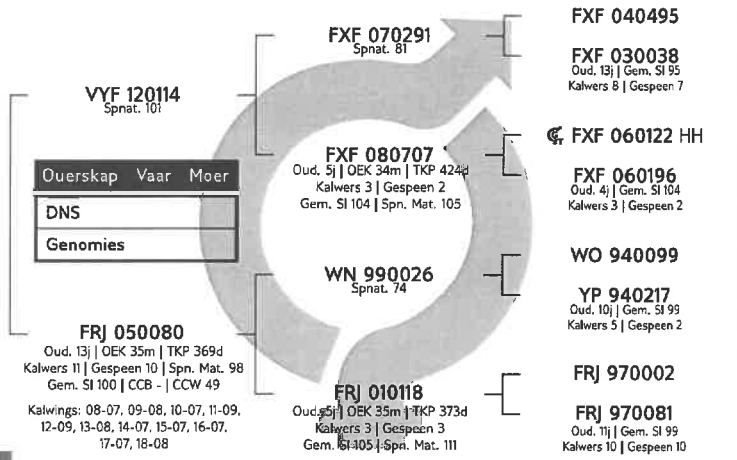 FXF 040495
FXF 070291
Spnat. 81
FXF 030038
Oud. 13j | Gem. SI 95
Kalwers 8 | Gespeen 7
VYF 120114
Spnat. 101
FXF 060122 HH
FXF 080707
Oud. 5j | OEK 34m | TKP 424d
Kalwers 3 | Gespeen 2
Gem. SI 104 | Spn. Mat. 105
FXF 060196
Oud. 4j | Gem. SI 104
Kalwers 3 | Gespeen 2
Ouerskap Vaar Moer
DNS
Genomies
WO 940099
WN 990026
Spnat. 74
YP 940217
Oud. 10j | Gem. SI 99
Kalwers 5 | Gespeen 2
FRJ 050080
Oud. 13j | OEK 35m | TKP 369d
Kalwers 11 | Gespeen 10 | Spn. Mat. 98
Gem. SI 100 | CCB - | CCW 49
Kalwings: 08-07, 09-08, 10-07, 11-09,
12-09, 13-08, 14-07, 15-07, 16-07,
17-07, 18-08
FRJ 970002
FRJ 010118
Oud. 5j | OEK 35m | TKP 373d
Kalwers 3 | Gespeen 3
Gem. SI 105 | Spn. Mat. 111
FRJ 970081
Oud. 11j | Gem. SI 99
Kalwers 10 | Gespeen 10